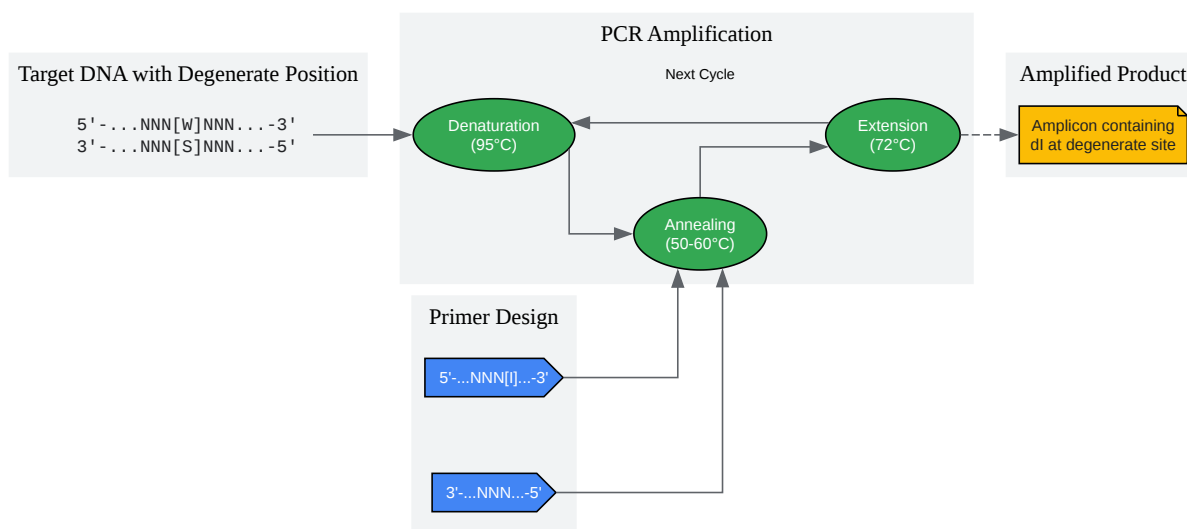 Target DNA with Degenerate Position
5'-...NNN[W]NNN...-3'
3'-...NNN[S]NNN...-5'
PCR Amplification
Next Cycle
Denaturation
(95°C)
Annealing
(50-60°C)
Extension
(72°C)
Primer Design
5'-...NNN[I]...-3'
3'-...NNN...-5'
Amplified Product
Amplicon containing
dI at degenerate site